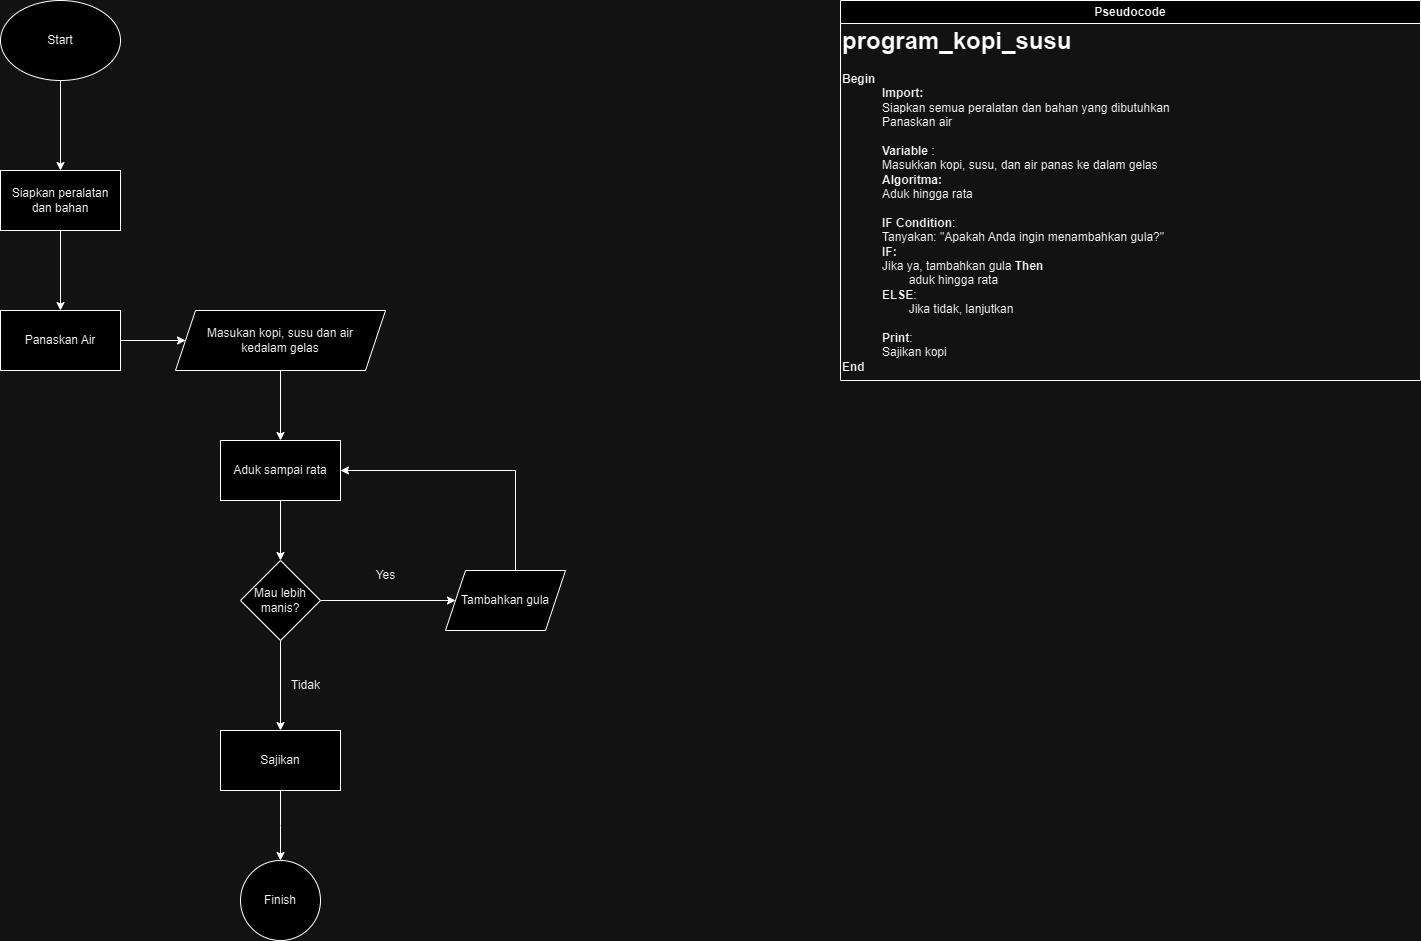 Start
Siapkan peralatan
dan bahan
Panaskan Air
Masukan kopi, susu dan air
kedalam gelas
Aduk sampai rata
Mau lebih
manis?
Yes
Tambahkan gula
Tidak
Sajikan
Finish
Pseudocode
program_kopi_susu
Begin
Import:
Siapkan semua peralatan dan bahan yang dibutuhkan
Panaskan air
Variable :
Masukkan kopi, susu, dan air panas ke dalam gelas
Algoritma:
Aduk hingga rata
IF Condition:
Tanyakan: "Apakah Anda ingin menambahkan gula?"
IF:
Jika ya, tambahkan gula Then
aduk hingga rata
ELSE:
Jika tidak, lanjutkan
Print:
Sajikan kopi
End